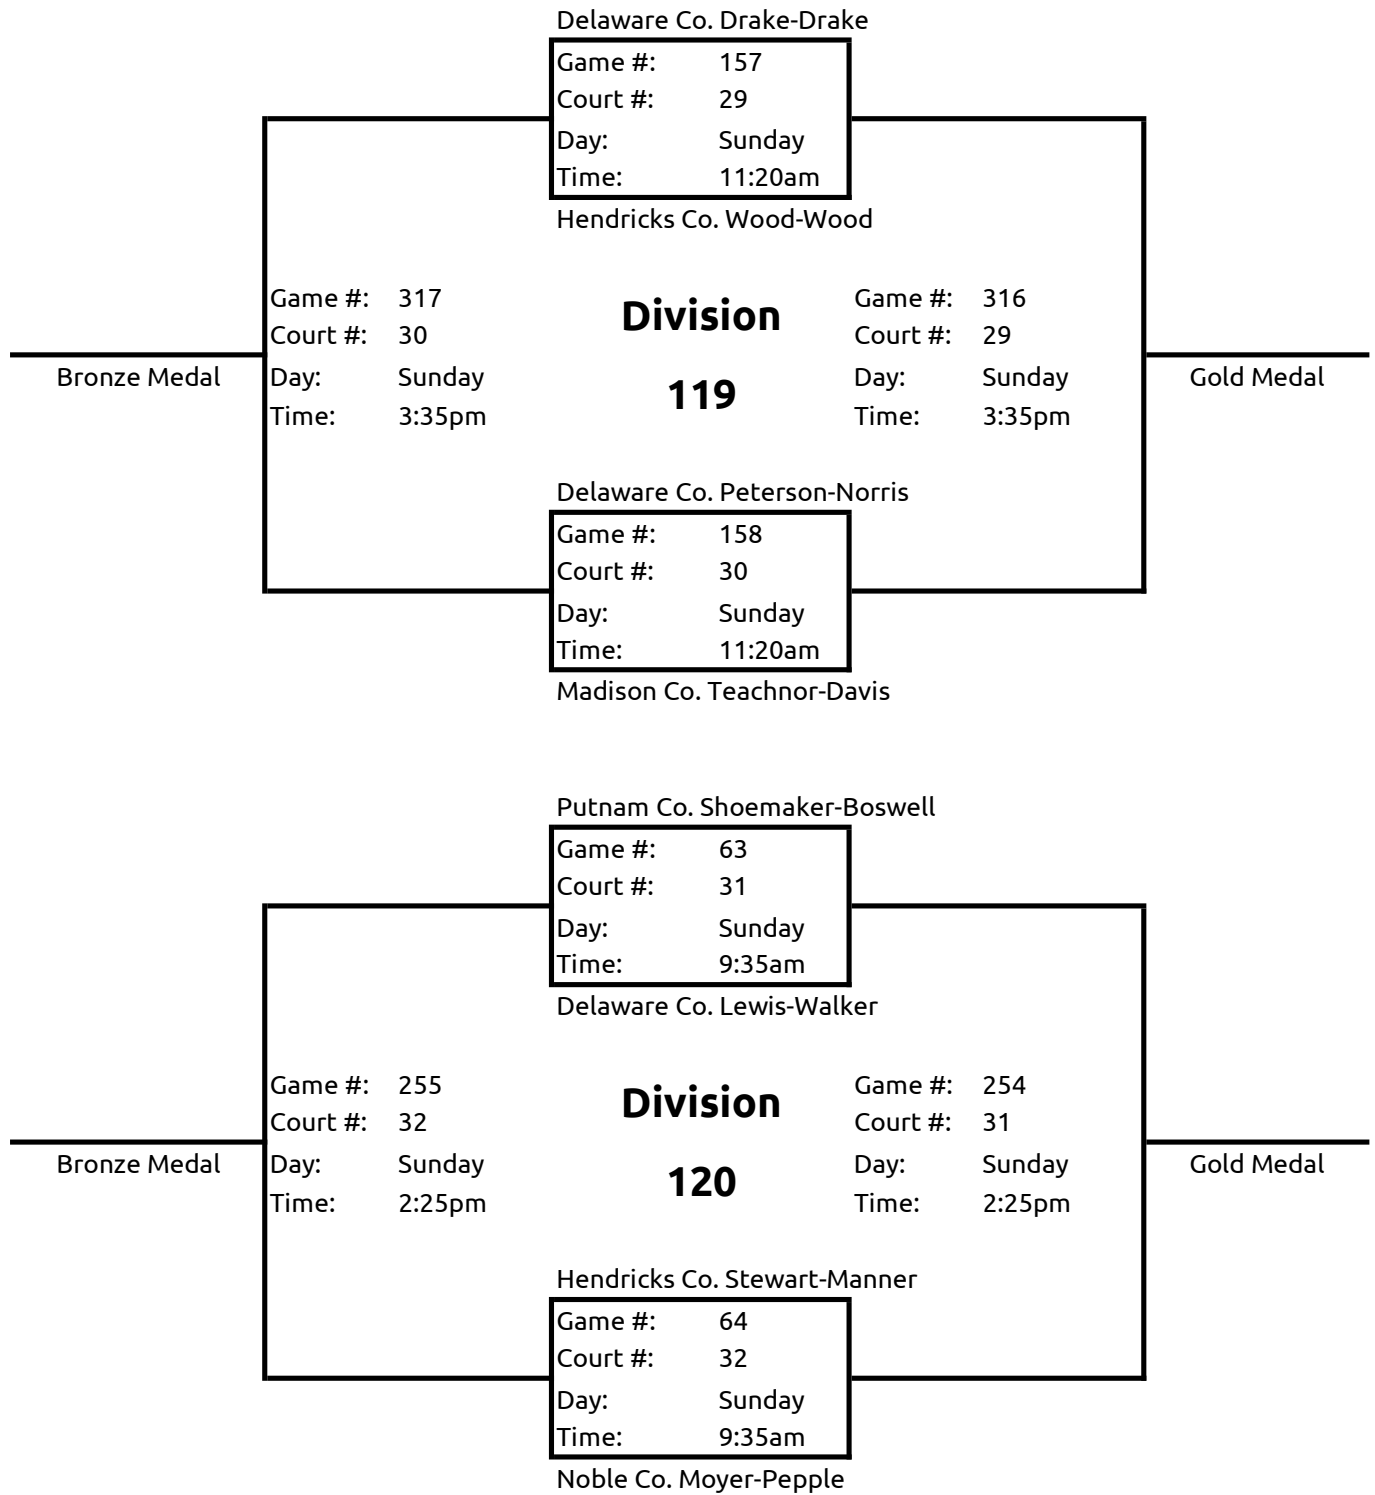 Delaware Co. Drake-Drake
Game #: 157
Court #: 29
Day: Sunday
Time: 11:20am
Hendricks Co. Wood-Wood
Game #: 317
Court #: 30
Day: Sunday
Time: 3:35pm
Bronze Medal
Division
119
Game #: 316
Court #: 29
Day: Sunday
Time: 3:35pm
Gold Medal
Delaware Co. Peterson-Norris
Game #: 158
Court #: 30
Day: Sunday
Time: 11:20am
Madison Co. Teachnor-Davis
Putnam Co. Shoemaker-Boswell
Game #: 63
Court #: 31
Day: Sunday
Time: 9:35am
Delaware Co. Lewis-Walker
Game #: 255
Court #: 32
Day: Sunday
Time: 2:25pm
Bronze Medal
Division
120
Game #: 254
Court #: 31
Day: Sunday
Time: 2:25pm
Gold Medal
Hendricks Co. Stewart-Manner
Game #: 64
Court #: 32
Day: Sunday
Time: 9:35am
Noble Co. Moyer-Pepple